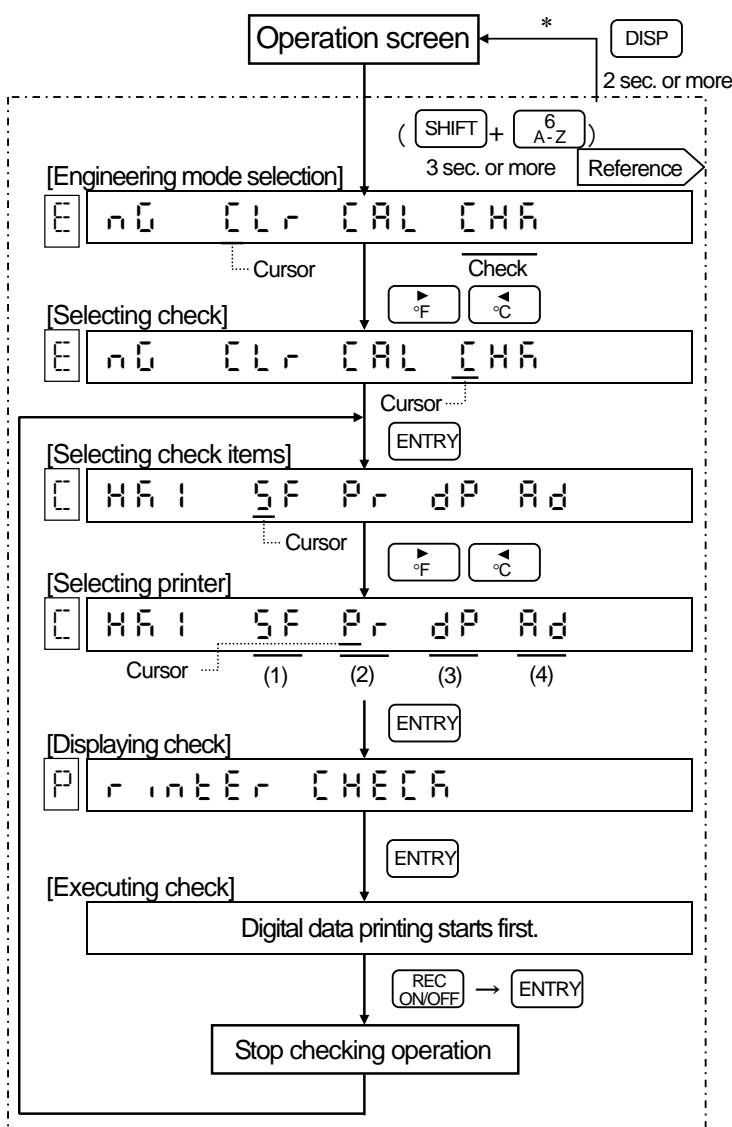 Operation screen
*
DISP
2 sec. or more
( SHIFT + 6 A-Z )
3 sec. or more
Reference
[Engineering mode selection]
E nG CLr CAL CHK
Cursor
Check
► °F ◄ °C
[Selecting check]
E nG CLr CAL CHK
Cursor
ENTRY
[Selecting check items]
C HK1 SF Pr dP Ad
Cursor
► °F ◄ °C
[Selecting printer]
C HK1 SF Pr dP Ad
Cursor
(1) (2) (3) (4)
ENTRY
[Displaying check]
P rintEr CHECK
ENTRY
[Executing check]
Digital data printing starts first.
REC ON/OFF → ENTRY
Stop checking operation